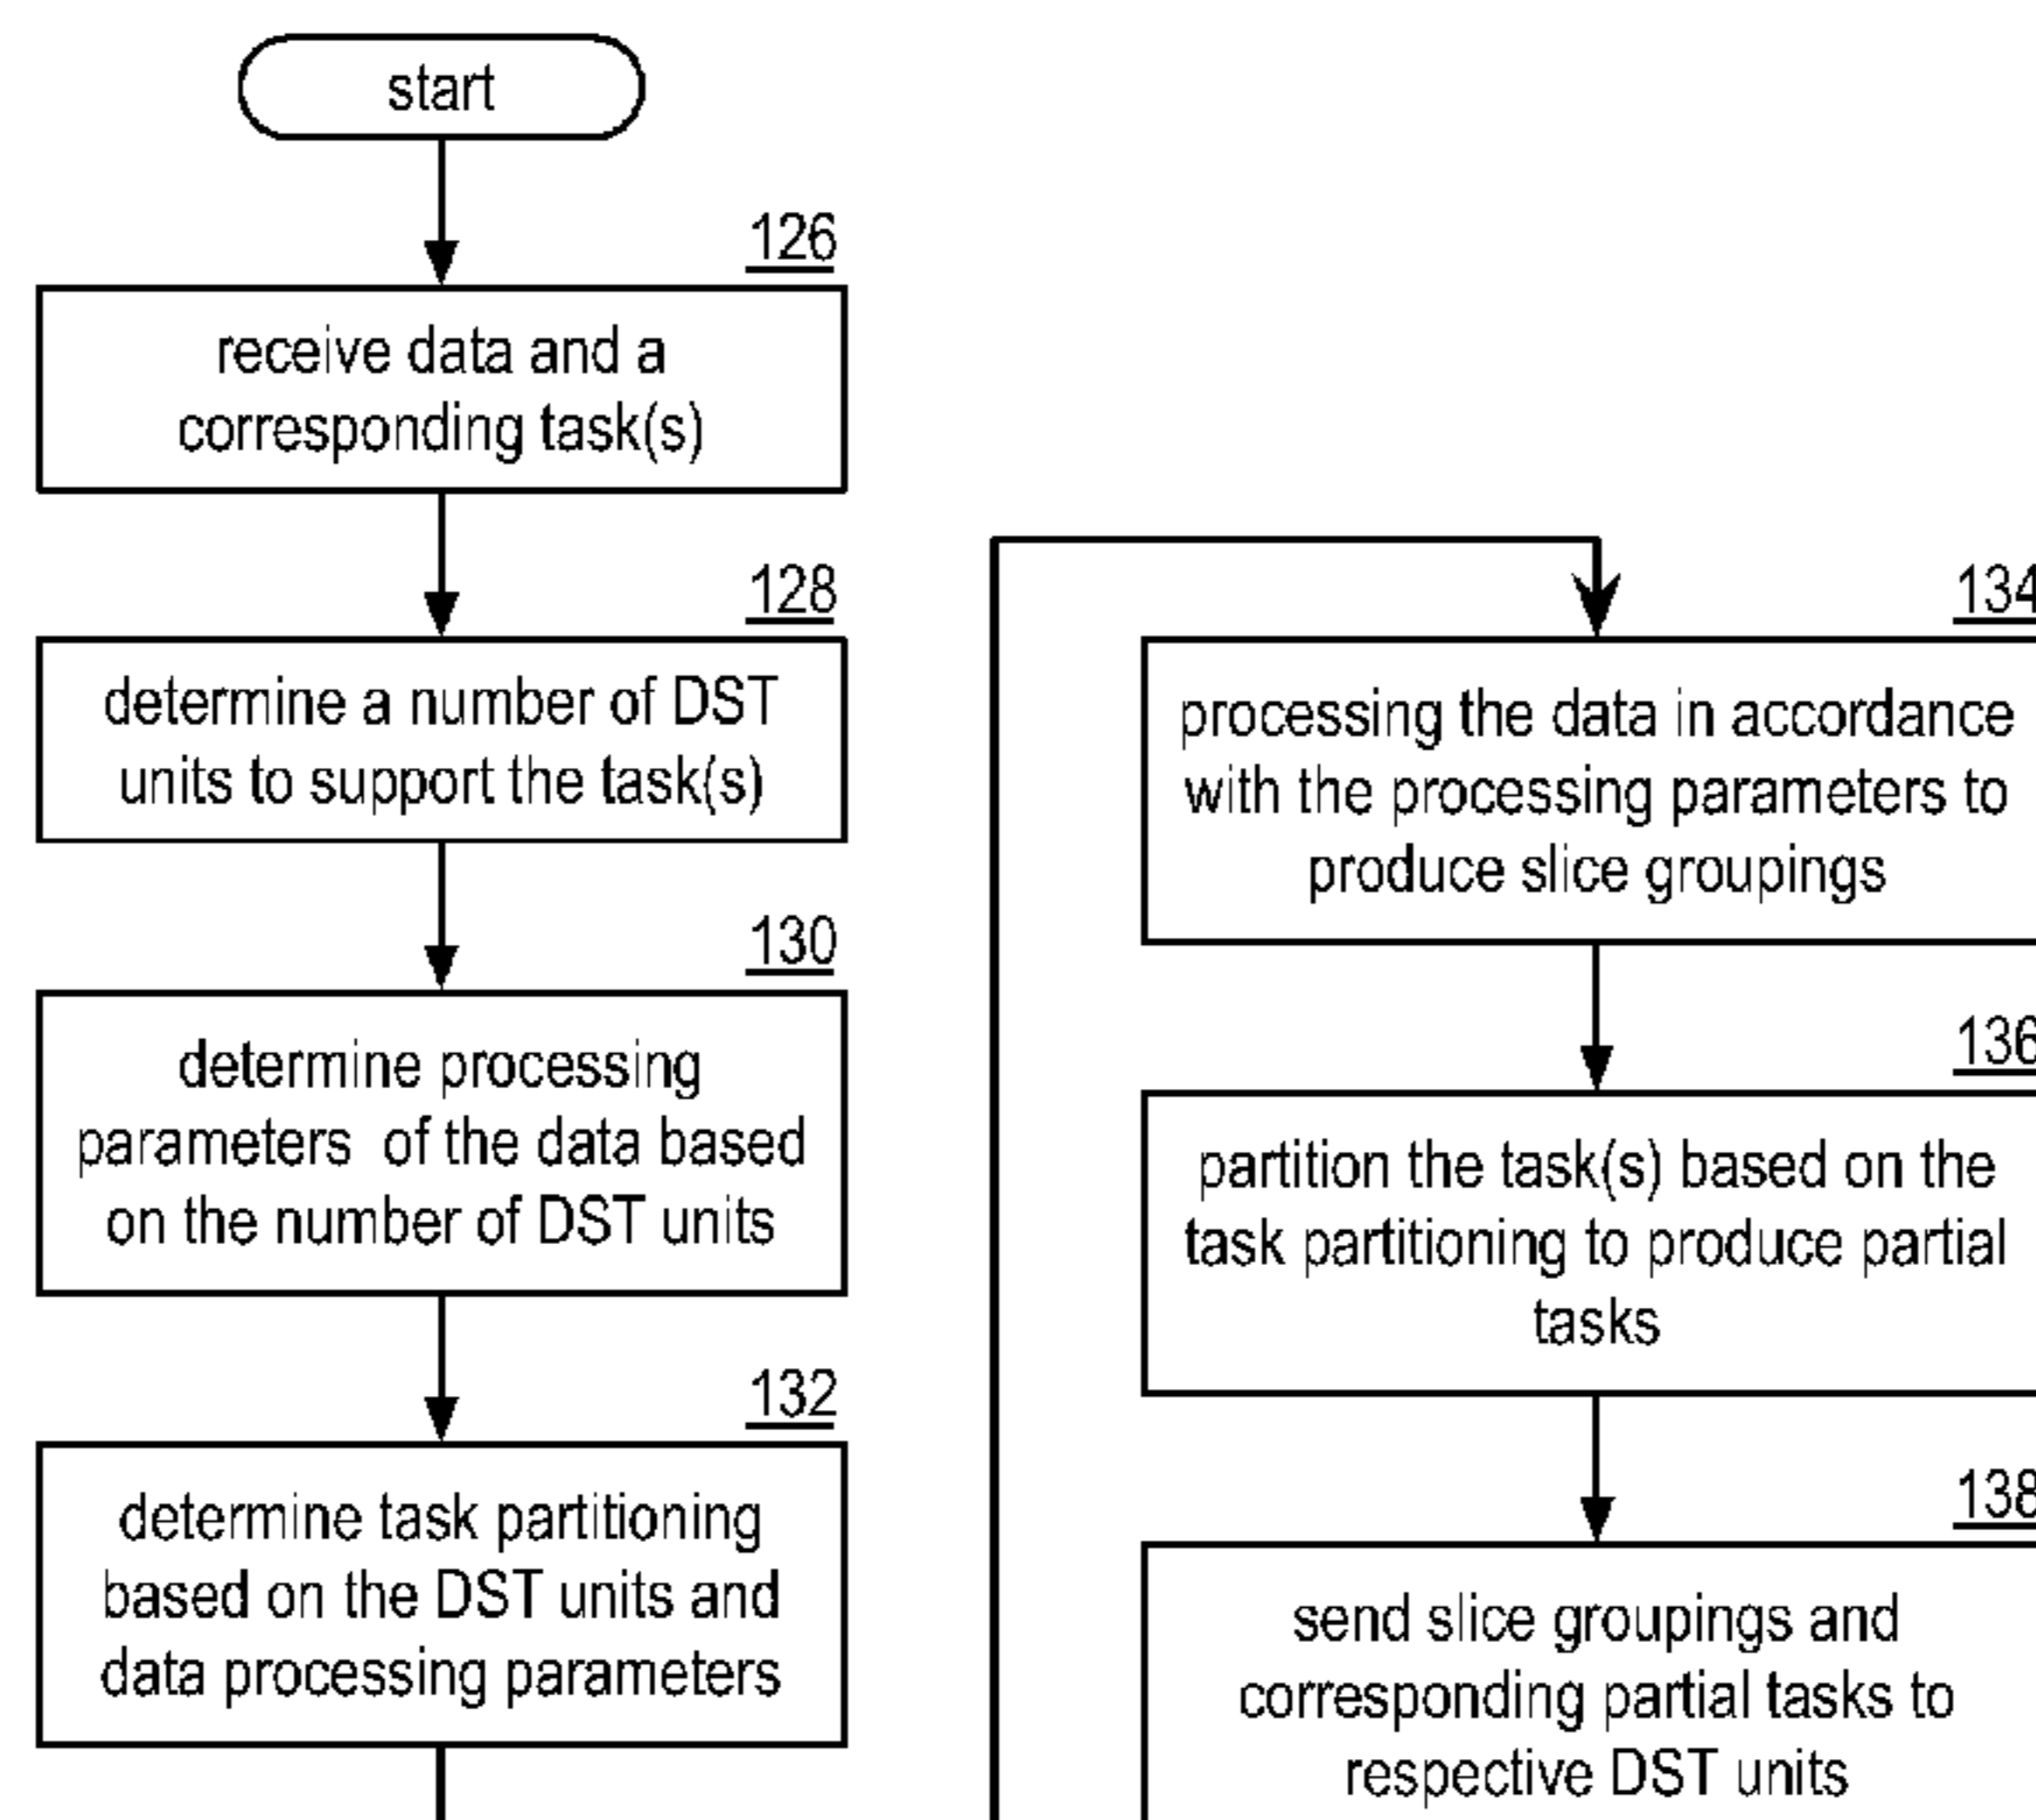 start
126
receive data and a
corresponding task(s)
128
determine a number of DST
units to support the task(s)
130
determine processing
parameters of the data based
on the number of DST units
132
determine task partitioning
based on the DST units and
data processing parameters
134
processing the data in accordance
with the processing parameters to
produce slice groupings
136
partition the task(s) based on the
task partitioning to produce partial
tasks
138
send slice groupings and
corresponding partial tasks to
respective DST units